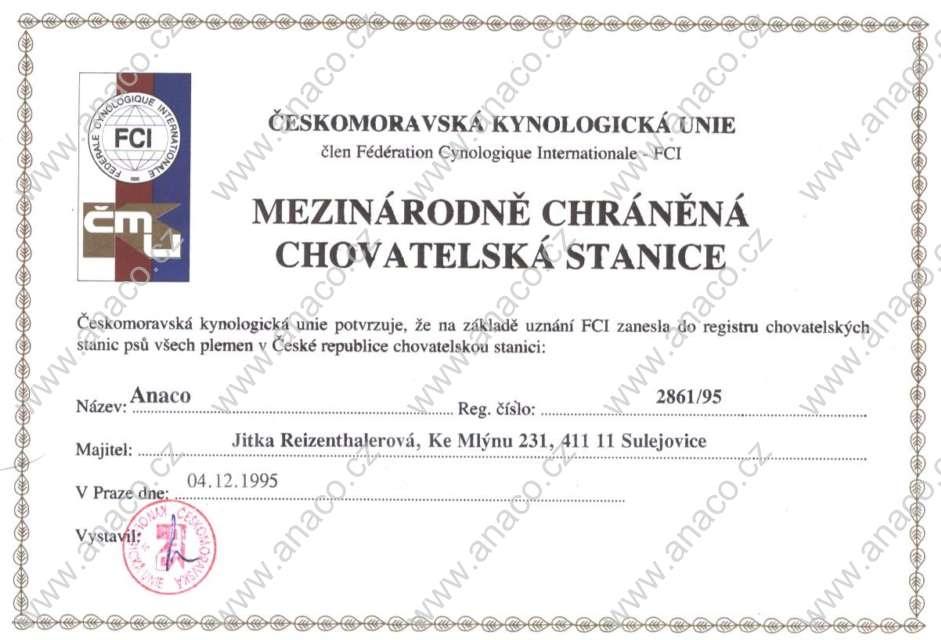 FÉDÉRALE CYNOLOGIQUE INTERNATIONALE
FCI
čmu
ČESKOMORAVSKÁ KYNOLOGICKÁ UNIE
člen Fédération Cynologique Internationale - FCI
MEZINÁRODNĚ CHRÁNĚNÁ
CHOVATELSKÁ STANICE
Českomoravská kynologická unie potvrzuje, že na základě uznání FCI zanesla do registru chovatelských
stanic psů všech plemen v České republice chovatelskou stanici:
Název: Anaco Reg. číslo: 2861/95
Majitel: Jitka Reizenthalerová, Ke Mlýnu 231, 411 11 Sulejovice
V Praze dne: 04.12.1995
Vystavil:
ČESKOMORAVSKÁ
www.anaco.cz